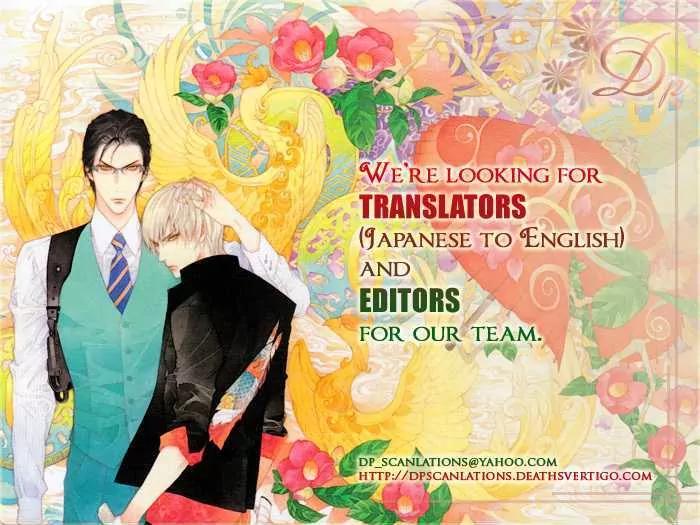 Dp
We're looking for
TRANSLATORS
(Japanese to English)
and
EDITORS
for our team.
dp_scanlations@yahoo.com
http://dpscanlations.deathsvertigo.com